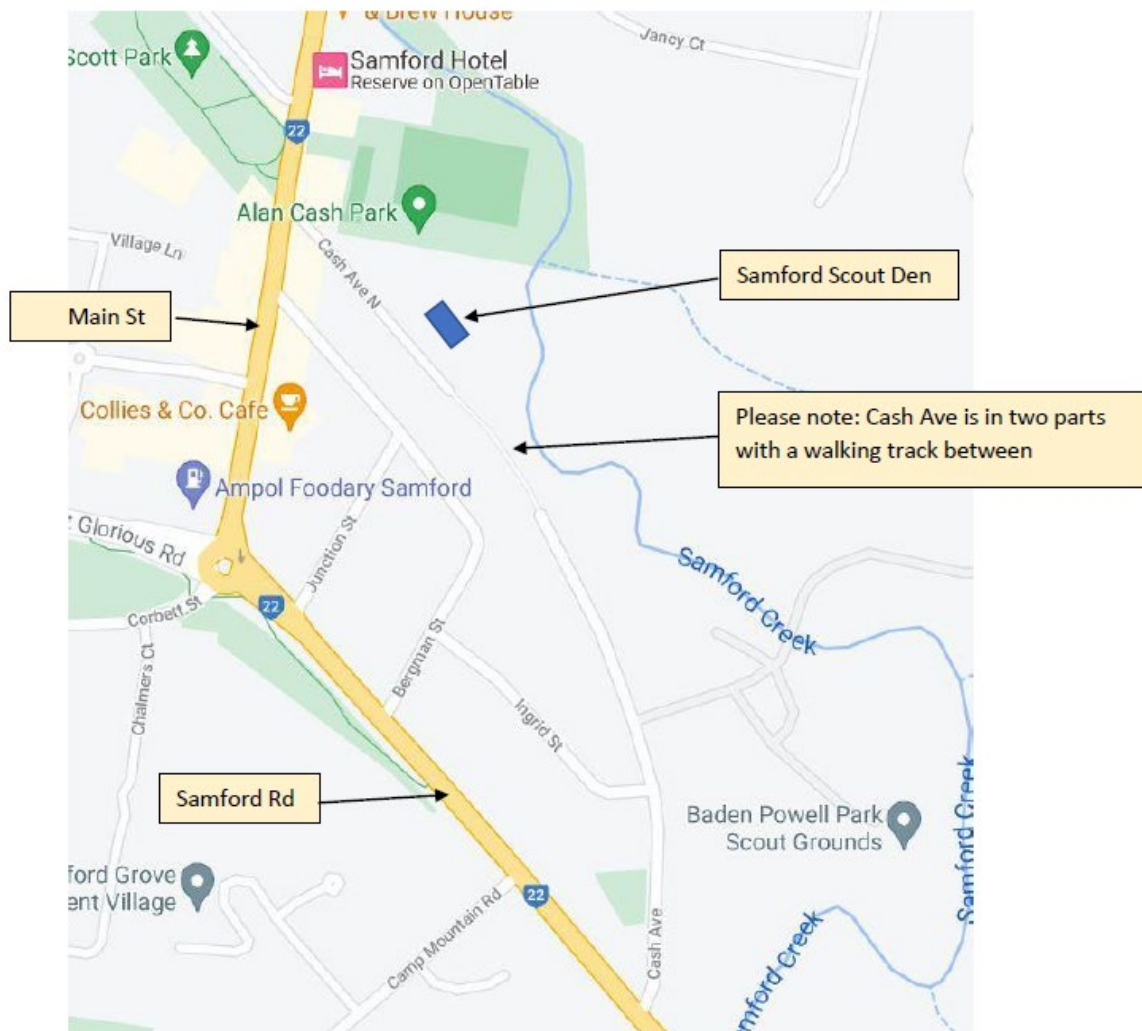 & Brew House
Jancy Ct
Scott Park
Samford Hotel
Reserve on OpenTable
22
Alan Cash Park
Village Ln
Cash Ave N
Samford Scout Den
Main St
Collies & Co. Cafe
Please note: Cash Ave is in two parts
with a walking track between
Ampol Foodary Samford
Glorious Rd
Junction St
Samford Creek
22
Corbett St
Chalmers Ct
Bergman St
Ingrid St
Samford Rd
Baden Powell Park
Scout Grounds
Samford Creek
ford Grove
ent Village
22
Camp Mountain Rd
Cash Ave
amford Creek